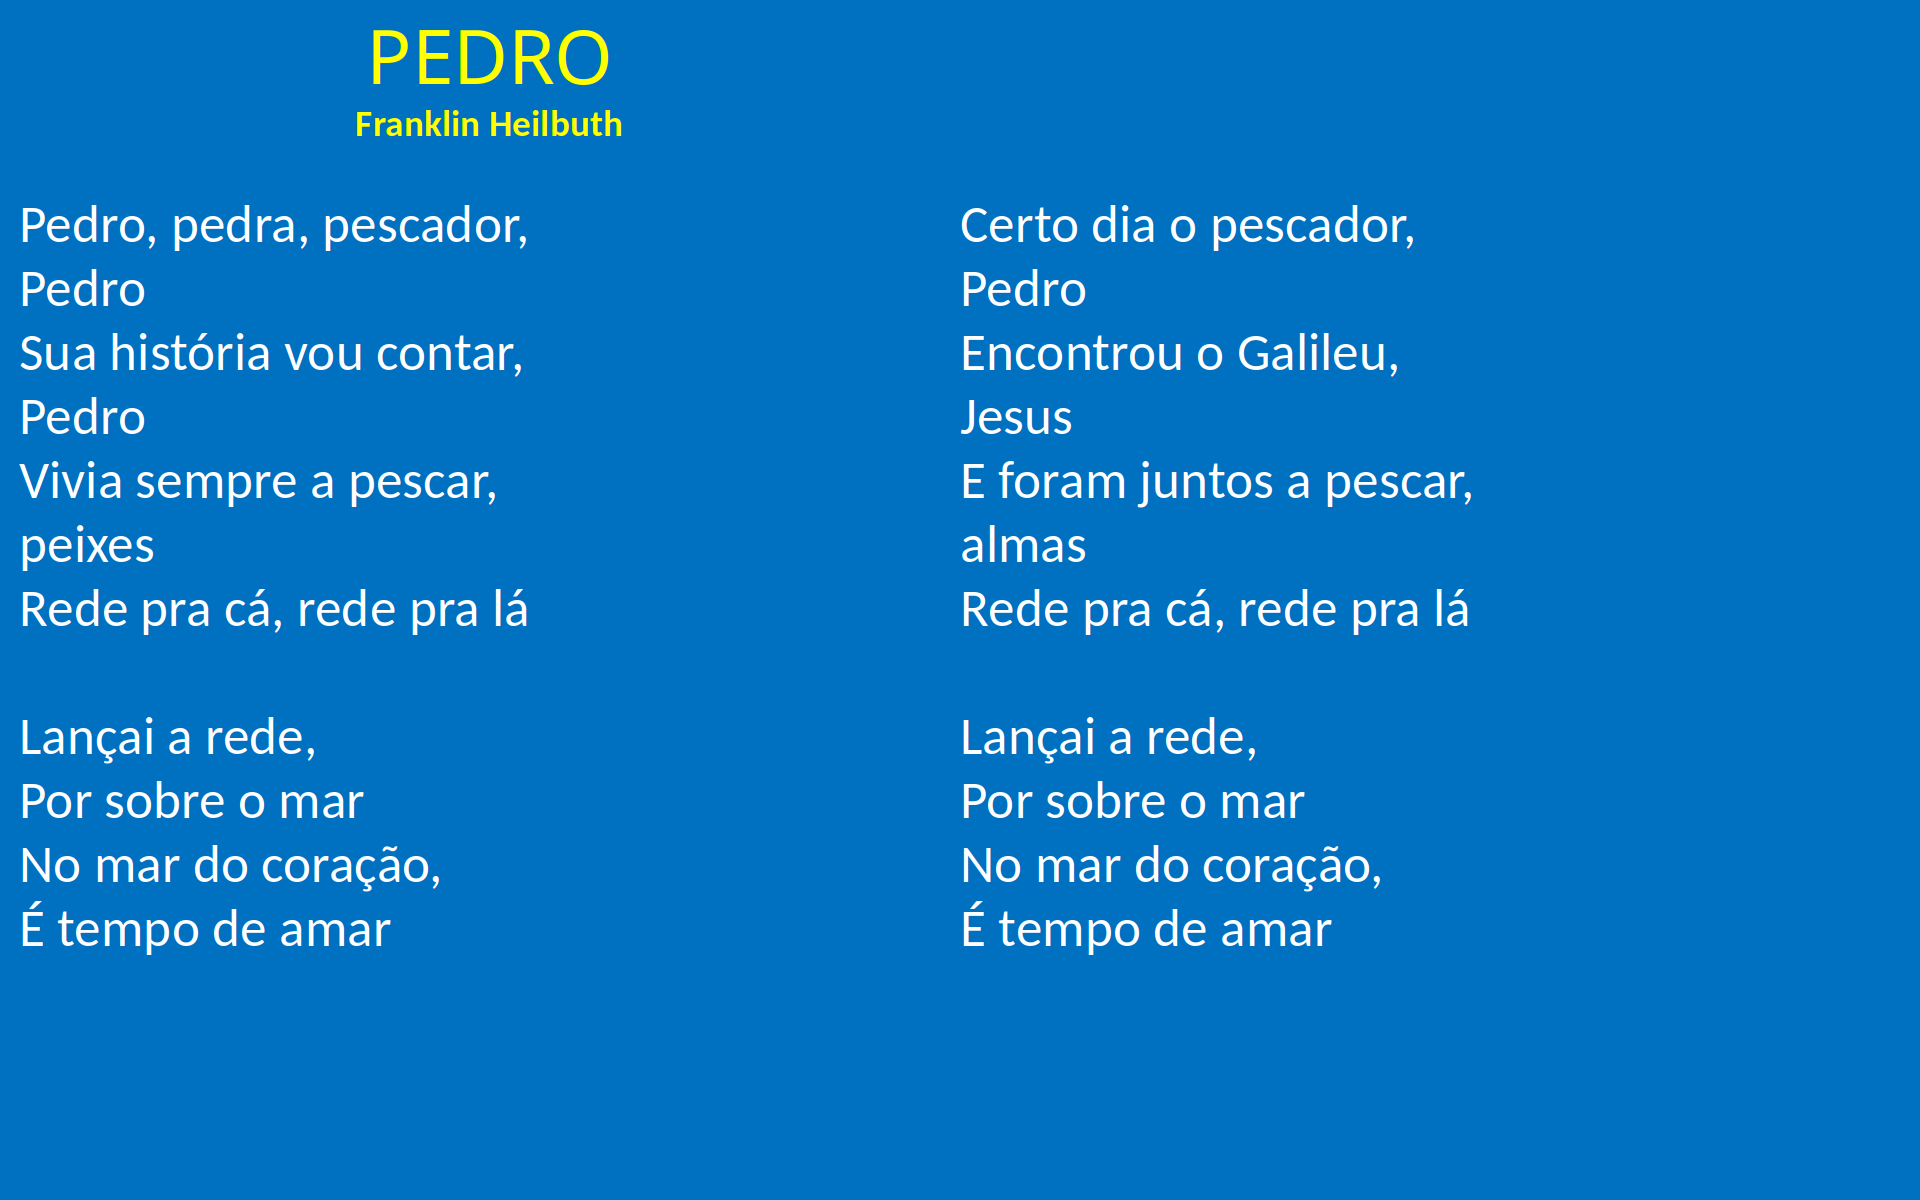 PEDRO
Franklin Heilbuth
Pedro, pedra, pescador,
Pedro
Sua história vou contar,
Pedro
Vivia sempre a pescar,
peixes
Rede pra cá, rede pra lá
Lançai a rede,
Por sobre o mar
No mar do coração,
É tempo de amar
Certo dia o pescador,
Pedro
Encontrou o Galileu,
Jesus
E foram juntos a pescar,
almas
Rede pra cá, rede pra lá
Lançai a rede,
Por sobre o mar
No mar do coração,
É tempo de amar